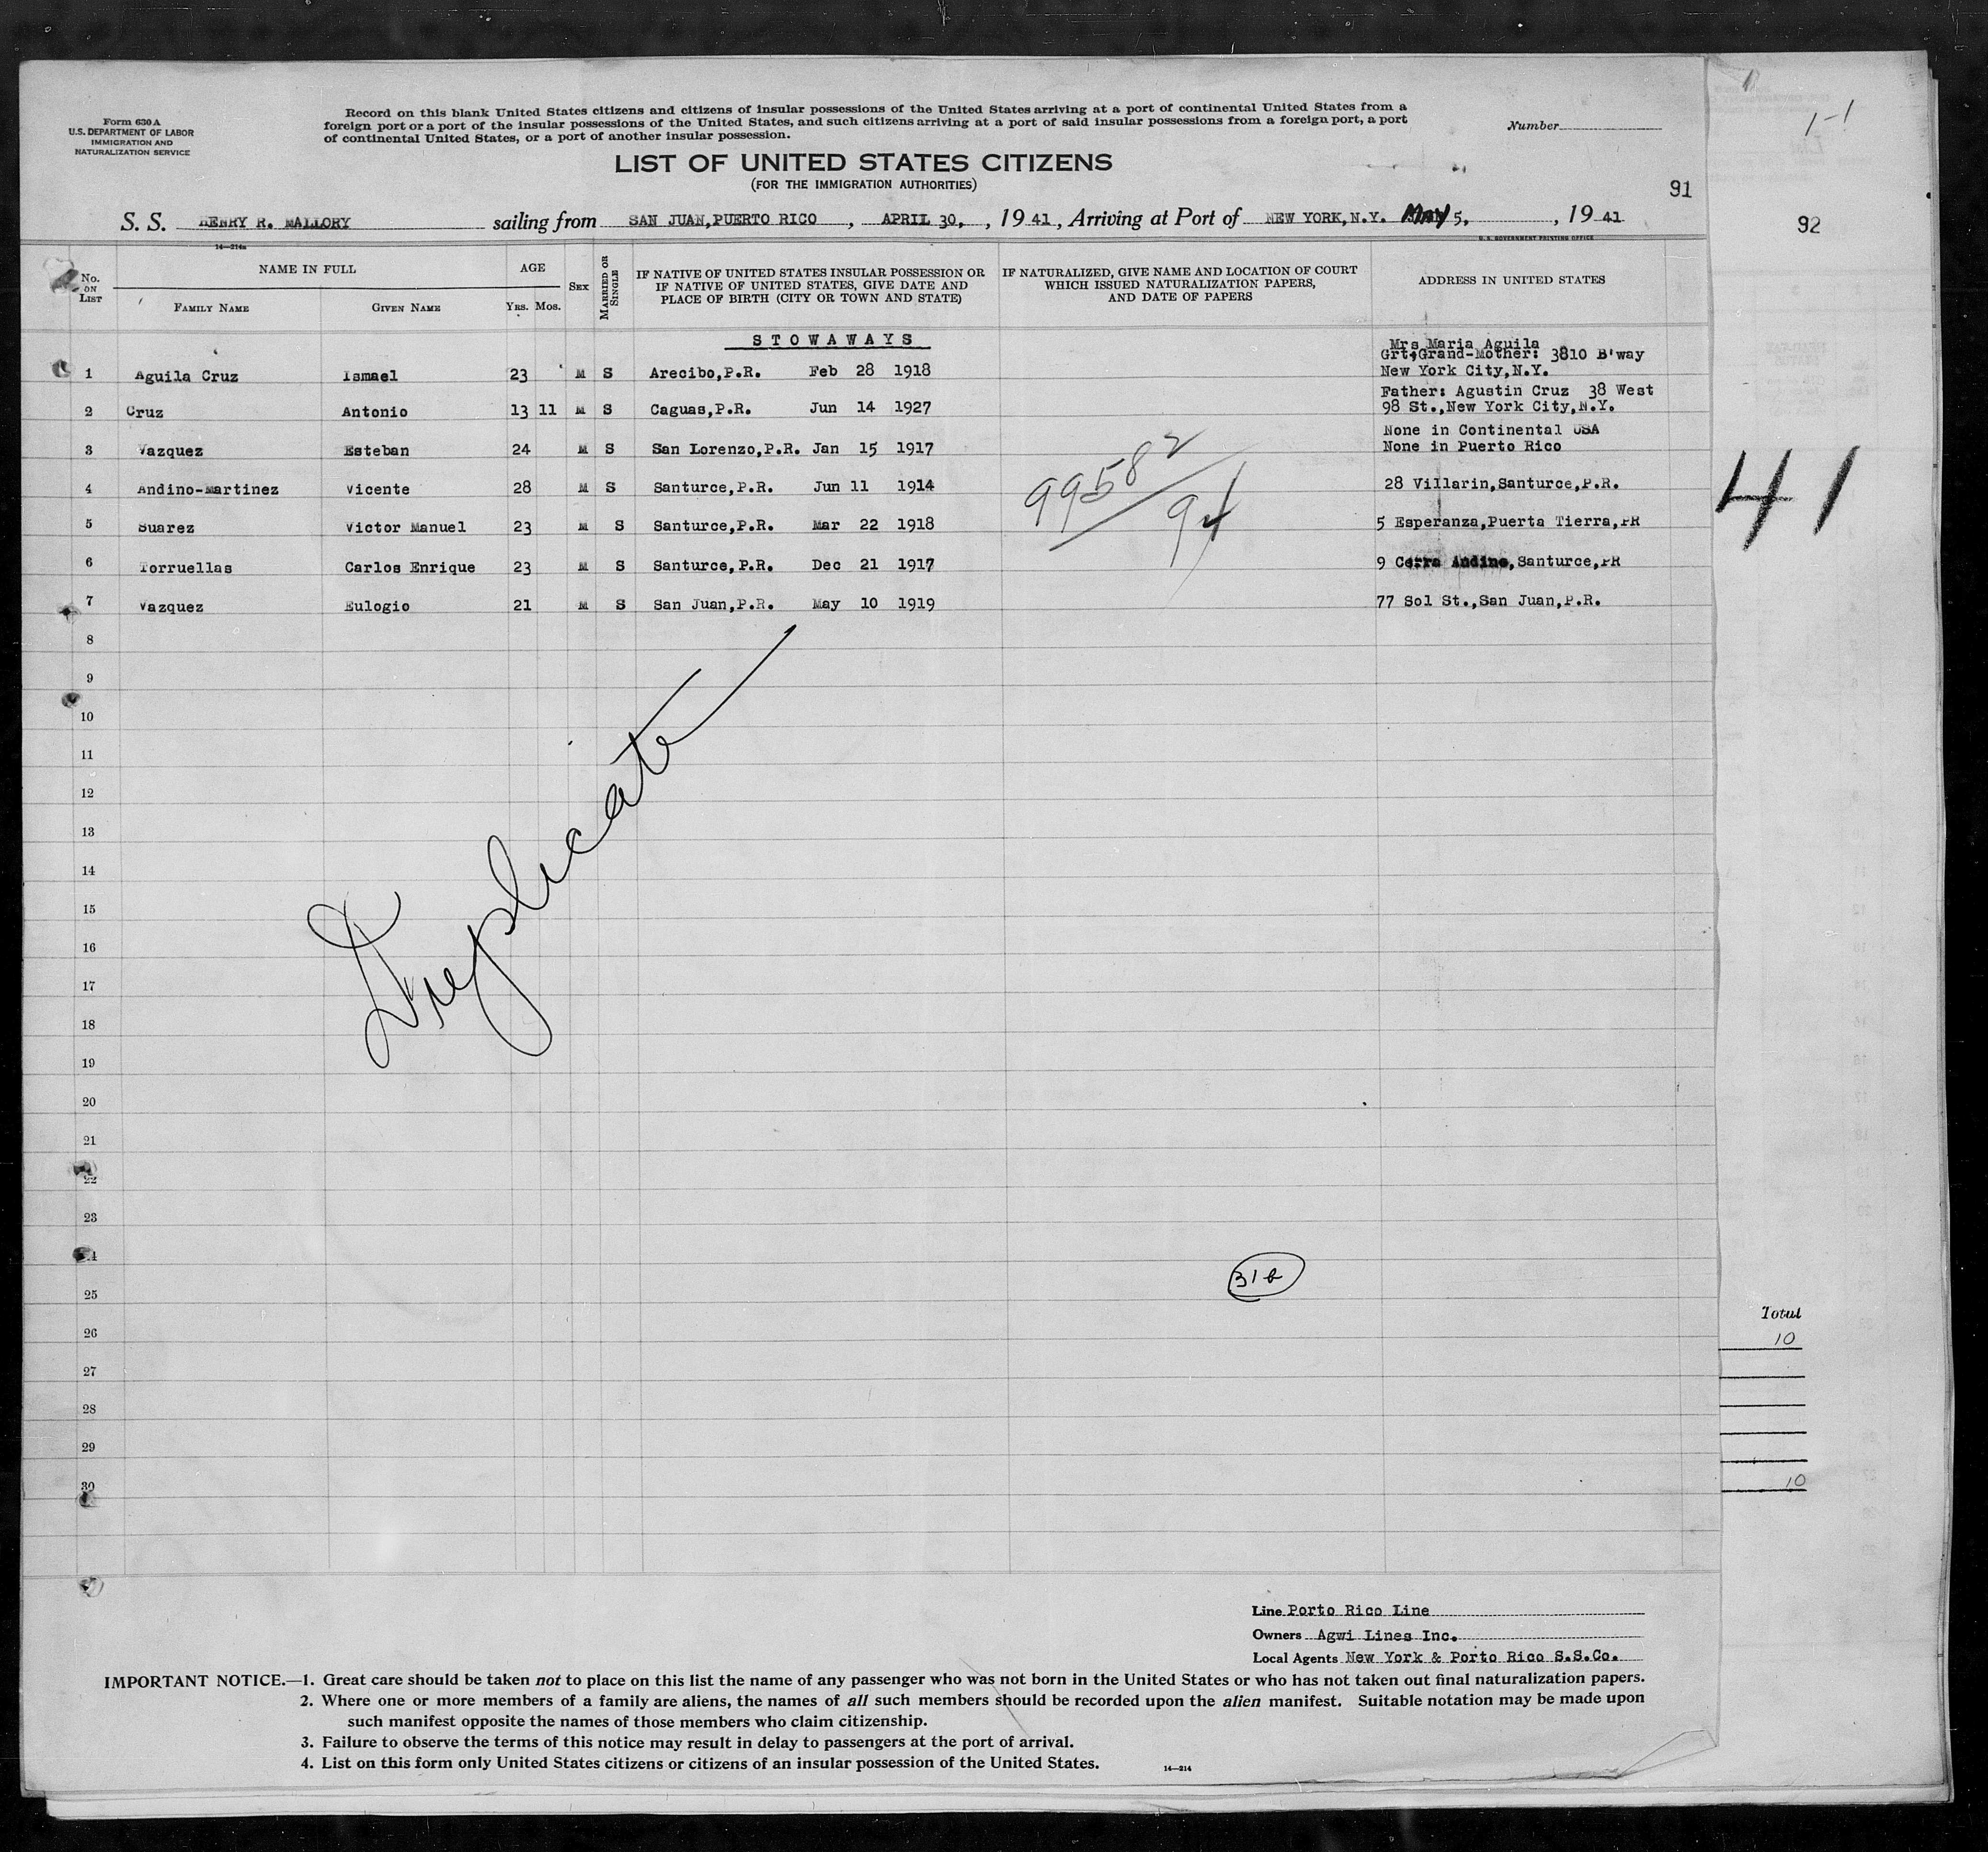 Form 630 A
U.S. DEPARTMENT OF LABOR
IMMIGRATION AND
NATURALIZATION SERVICE
Record on this blank United States citizens and citizens of insular possessions of the United States arriving at a port of continental United States from a
foreign port or a port of the insular possessions of the United States, and such citizens arriving at a port of said insular possessions from a foreign port, a port
of continental United States, or a port of another insular possession.
Number
1-1
LIST OF UNITED STATES CITIZENS
(FOR THE IMMIGRATION AUTHORITIES)
91
92
S. S. HENRY R. MALLORY sailing from SAN JUAN, PUERTO RICO, APRIL 30, , 19 41, Arriving at Port of NEW YORK, N.Y. MAY 5, , 19 41
14—214a
U. S. GOVERNMENT PRINTING OFFICE
No. ON LIST NAME IN FULL FAMILY NAME GIVEN NAME AGE YRS. MOS. SEX MARRIED OR SINGLE IF NATIVE OF UNITED STATES INSULAR POSSESSION OR IF NATIVE OF UNITED STATES, GIVE DATE AND PLACE OF BIRTH (CITY OR TOWN AND STATE) IF NATURALIZED, GIVE NAME AND LOCATION OF COURT WHICH ISSUED NATURALIZATION PAPERS, AND DATE OF PAPERS ADDRESS IN UNITED STATES
STOWAWAYS
Mrs Maria Aguila
Grt,Grand-Mother: 3810 B'way
1 Aguila Cruz Ismael 23 M S Arecibo,P.R. Feb 28 1918 New York City,N.Y.
Father: Agustin Cruz 38 West
2 Cruz Antonio 13 11 M S Caguas,P.R. Jun 14 1927 98 St.,New York City,N.Y.
None in Continental USA
3 Vazquez Esteban 24 M S San Lorenzo,P.R. Jan 15 1917 None in Puerto Rico
4 Andino-Martinez Vicente 28 M S Santurce,P.R. Jun 11 1914 28 Villarin,Santurce,P.R.
5 Suarez Victor Manuel 23 M S Santurce,P.R. Mar 22 1918 5 Esperanza,Puerta Tierra,PR
6 Torruellas Carlos Enrique 23 M S Santurce,P.R. Dec 21 1917 9 Cerra Andino,Santurce,PR
7 Vazquez Eulogio 21 M S San Juan,P.R. May 10 1919 77 Sol St.,San Juan,P.R.
99582
91
41
8
9
10
11
12
13
14
15
16
17
18
19
20
21
22
23
24
25
26
27
28
29
30
31b
Total
10
10
Line Porto Rico Line
Owners Agwi Lines Inc.
Local Agents New York & Porto Rico S.S.Co.
IMPORTANT NOTICE.—1. Great care should be taken not to place on this list the name of any passenger who was not born in the United States or who has not taken out final naturalization papers.
2. Where one or more members of a family are aliens, the names of all such members should be recorded upon the alien manifest. Suitable notation may be made upon
such manifest opposite the names of those members who claim citizenship.
3. Failure to observe the terms of this notice may result in delay to passengers at the port of arrival.
4. List on this form only United States citizens or citizens of an insular possession of the United States.
14—214